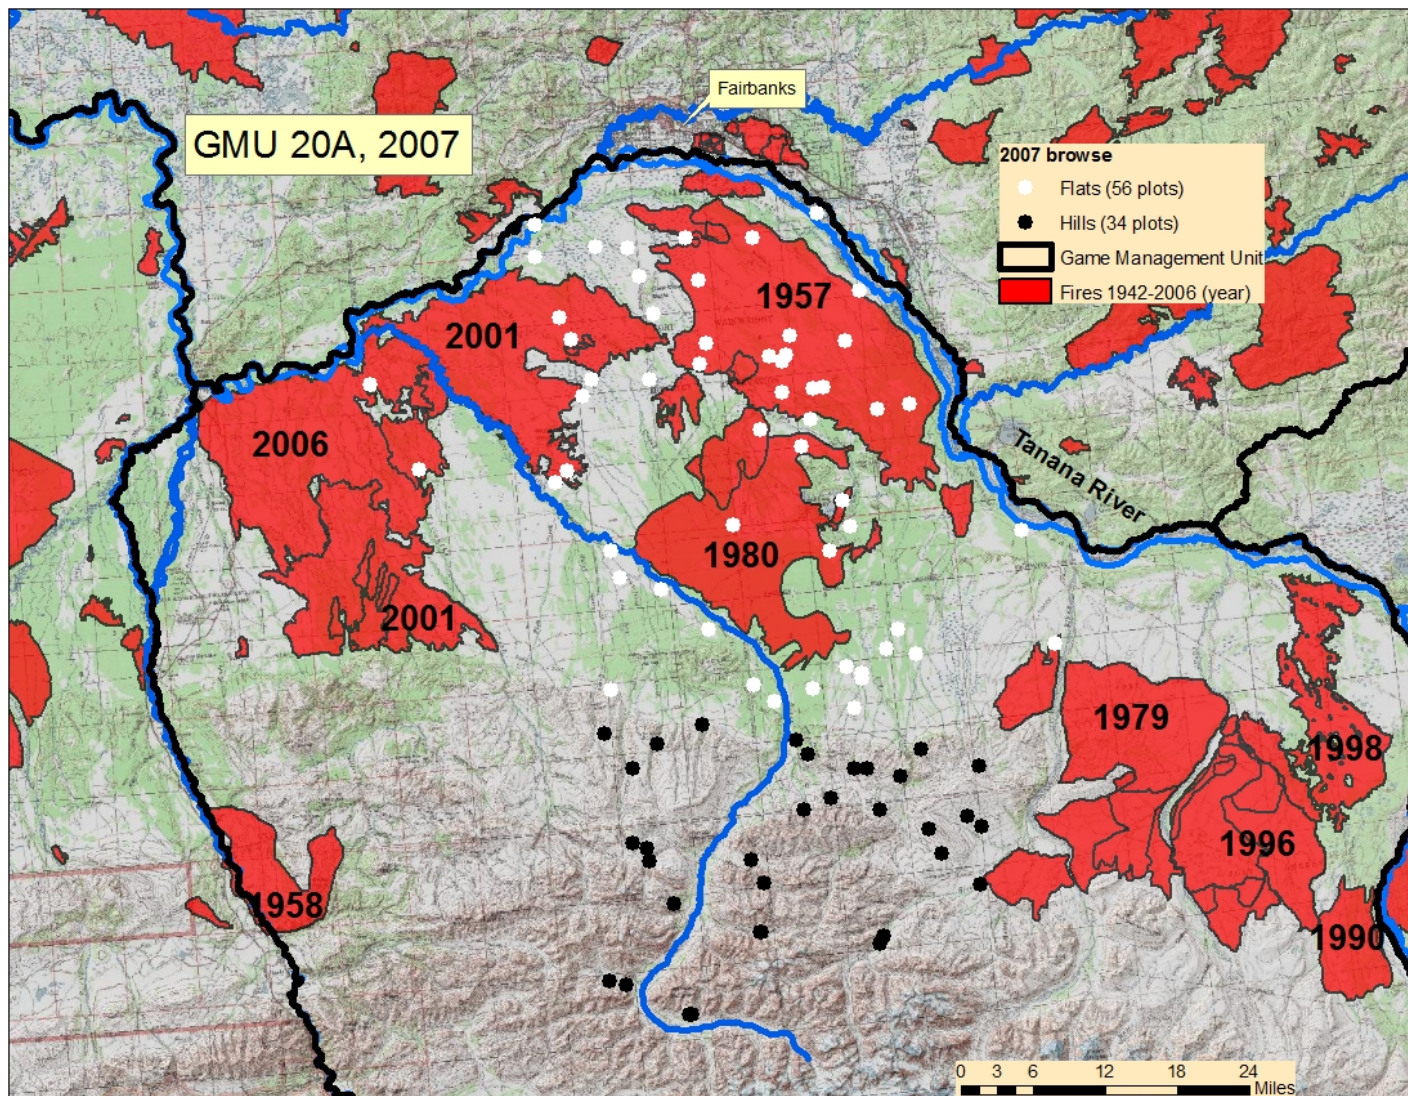 Fairbanks
GMU 20A, 2007
2007 browse
Flats (56 plots)
Hills (34 plots)
Game Management Unit
Fires 1942-2006 (year)
1957
2001
2006
Tanana River
1980
2001
1979
1998
1996
1958
1990
0 3 6 12 18 24
Miles